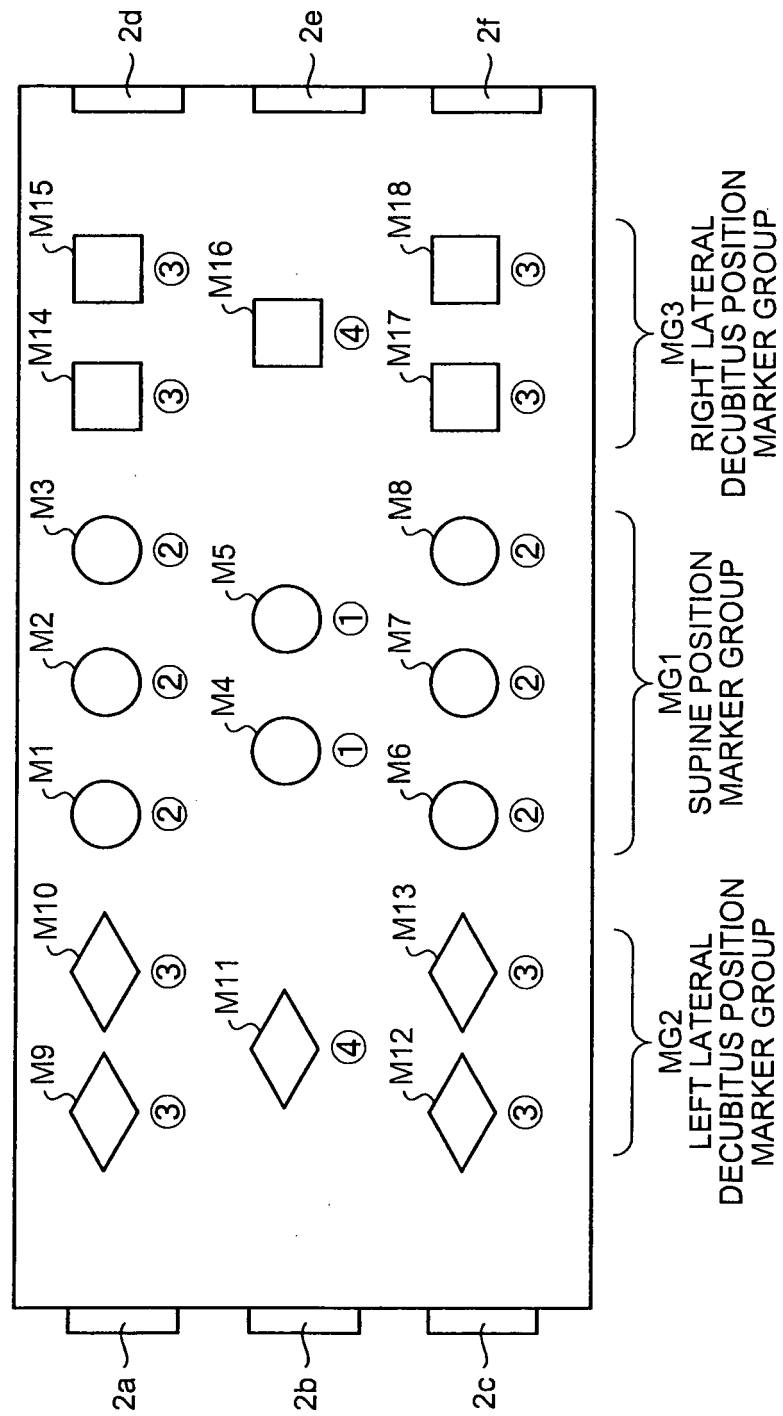 2d
2e
2f
M15
M14
M16
M18
M17
③
③
④
③
③
M3
M2
M1
M5
M4
M8
M7
M6
②
②
②
①
①
②
②
②
M10
M9
M11
M13
M12
③
③
④
③
③
2a
2b
2c
MG2
LEFT LATERAL
DECUBITUS POSITION
MARKER GROUP
MG1
SUPINE POSITION
MARKER GROUP
MG3
RIGHT LATERAL
DECUBITUS POSITION
MARKER GROUP